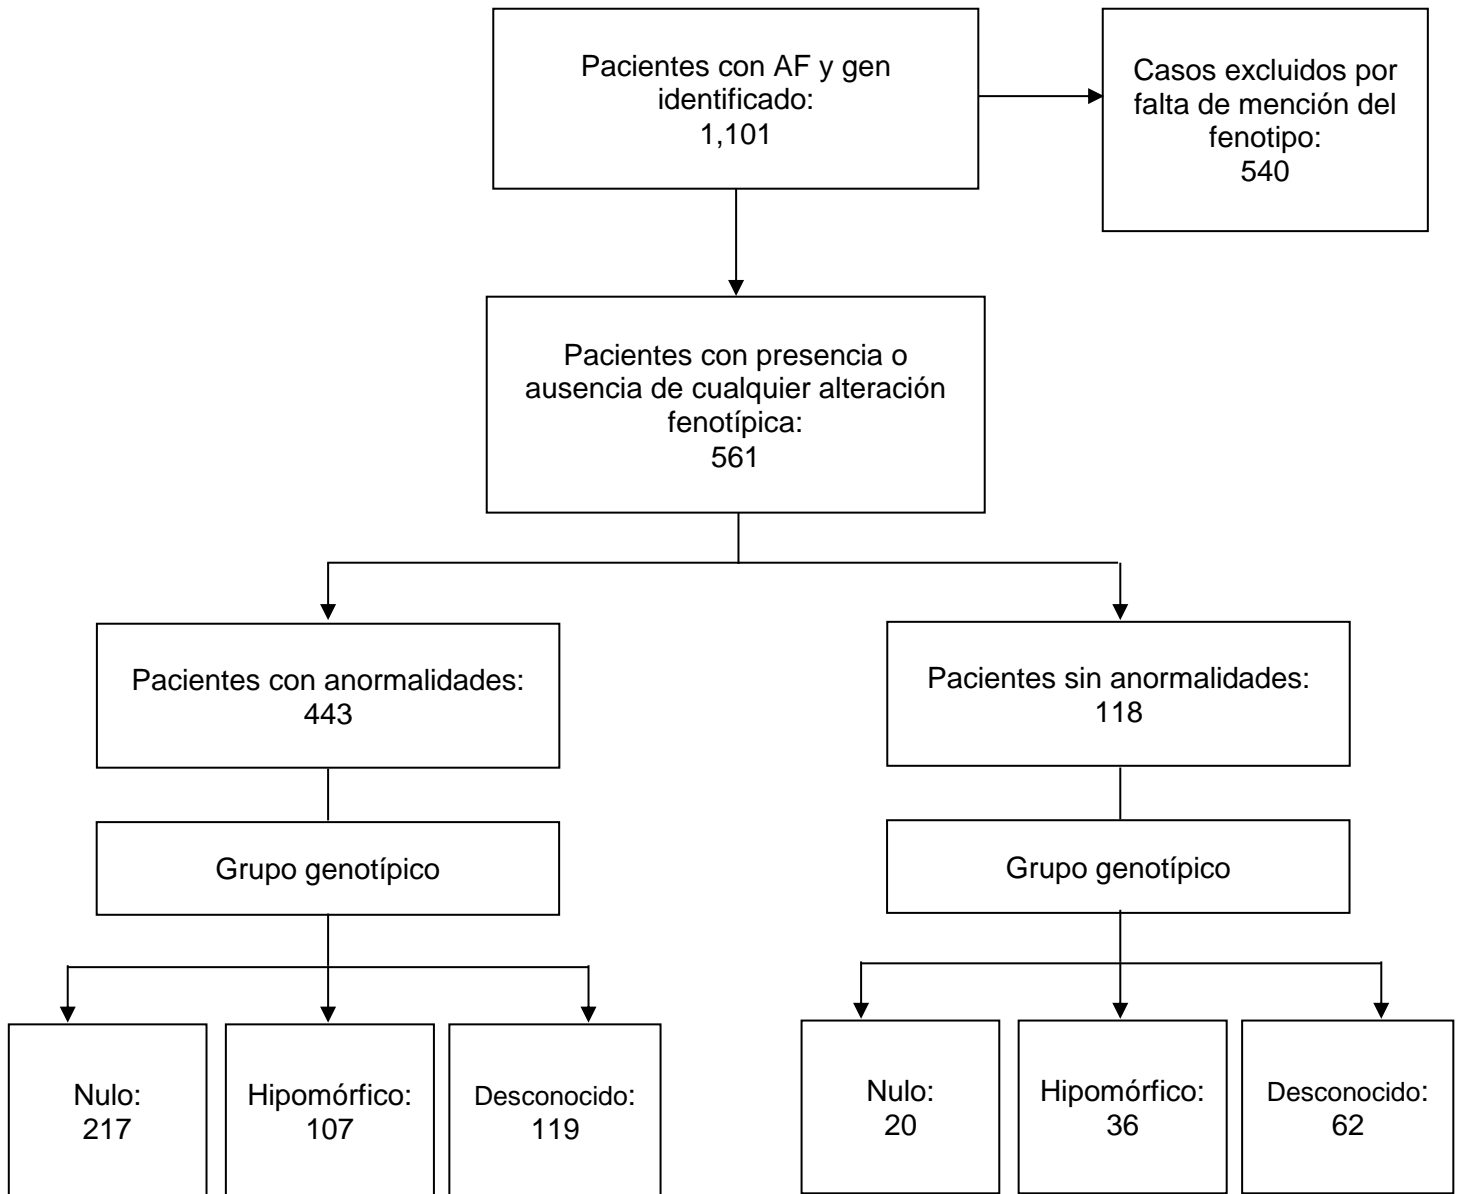 Pacientes con AF y gen
identificado:
1,101
Casos excluidos por
falta de mención del
fenotipo:
540
Pacientes con presencia o
ausencia de cualquier alteración
fenotípica:
561
Pacientes con anormalidades:
443
Pacientes sin anormalidades:
118
Grupo genotípico
Grupo genotípico
Nulo:
217
Hipomórfico:
107
Desconocido:
119
Nulo:
20
Hipomórfico:
36
Desconocido:
62